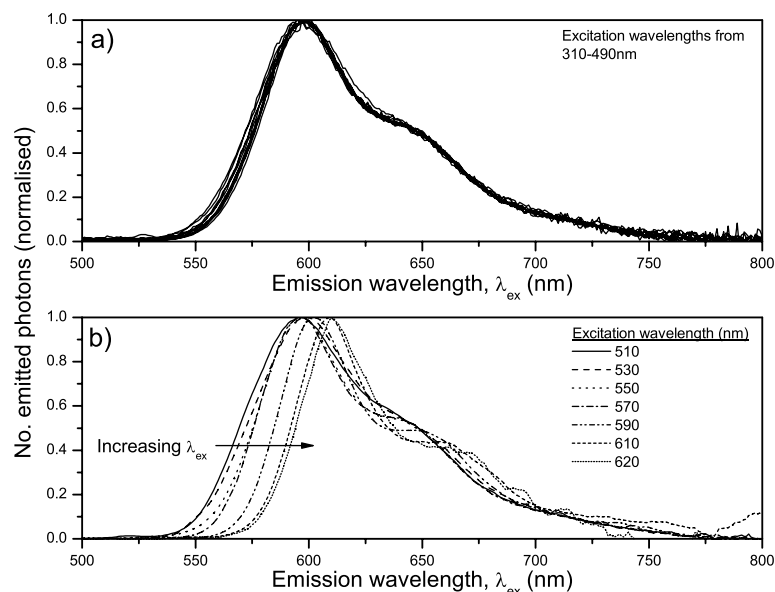 No. emitted photons (normalised)
a)
Excitation wavelengths from
310-490nm
1.0
0.8
0.6
0.4
0.2
0.0
500 550 600 650 700 750 800
Emission wavelength, λex (nm)
b)
Excitation wavelength (nm)
510
530
550
570
590
610
620
Increasing λex
1.0
0.8
0.6
0.4
0.2
0.0
500 550 600 650 700 750 800
Emission wavelength, λex (nm)